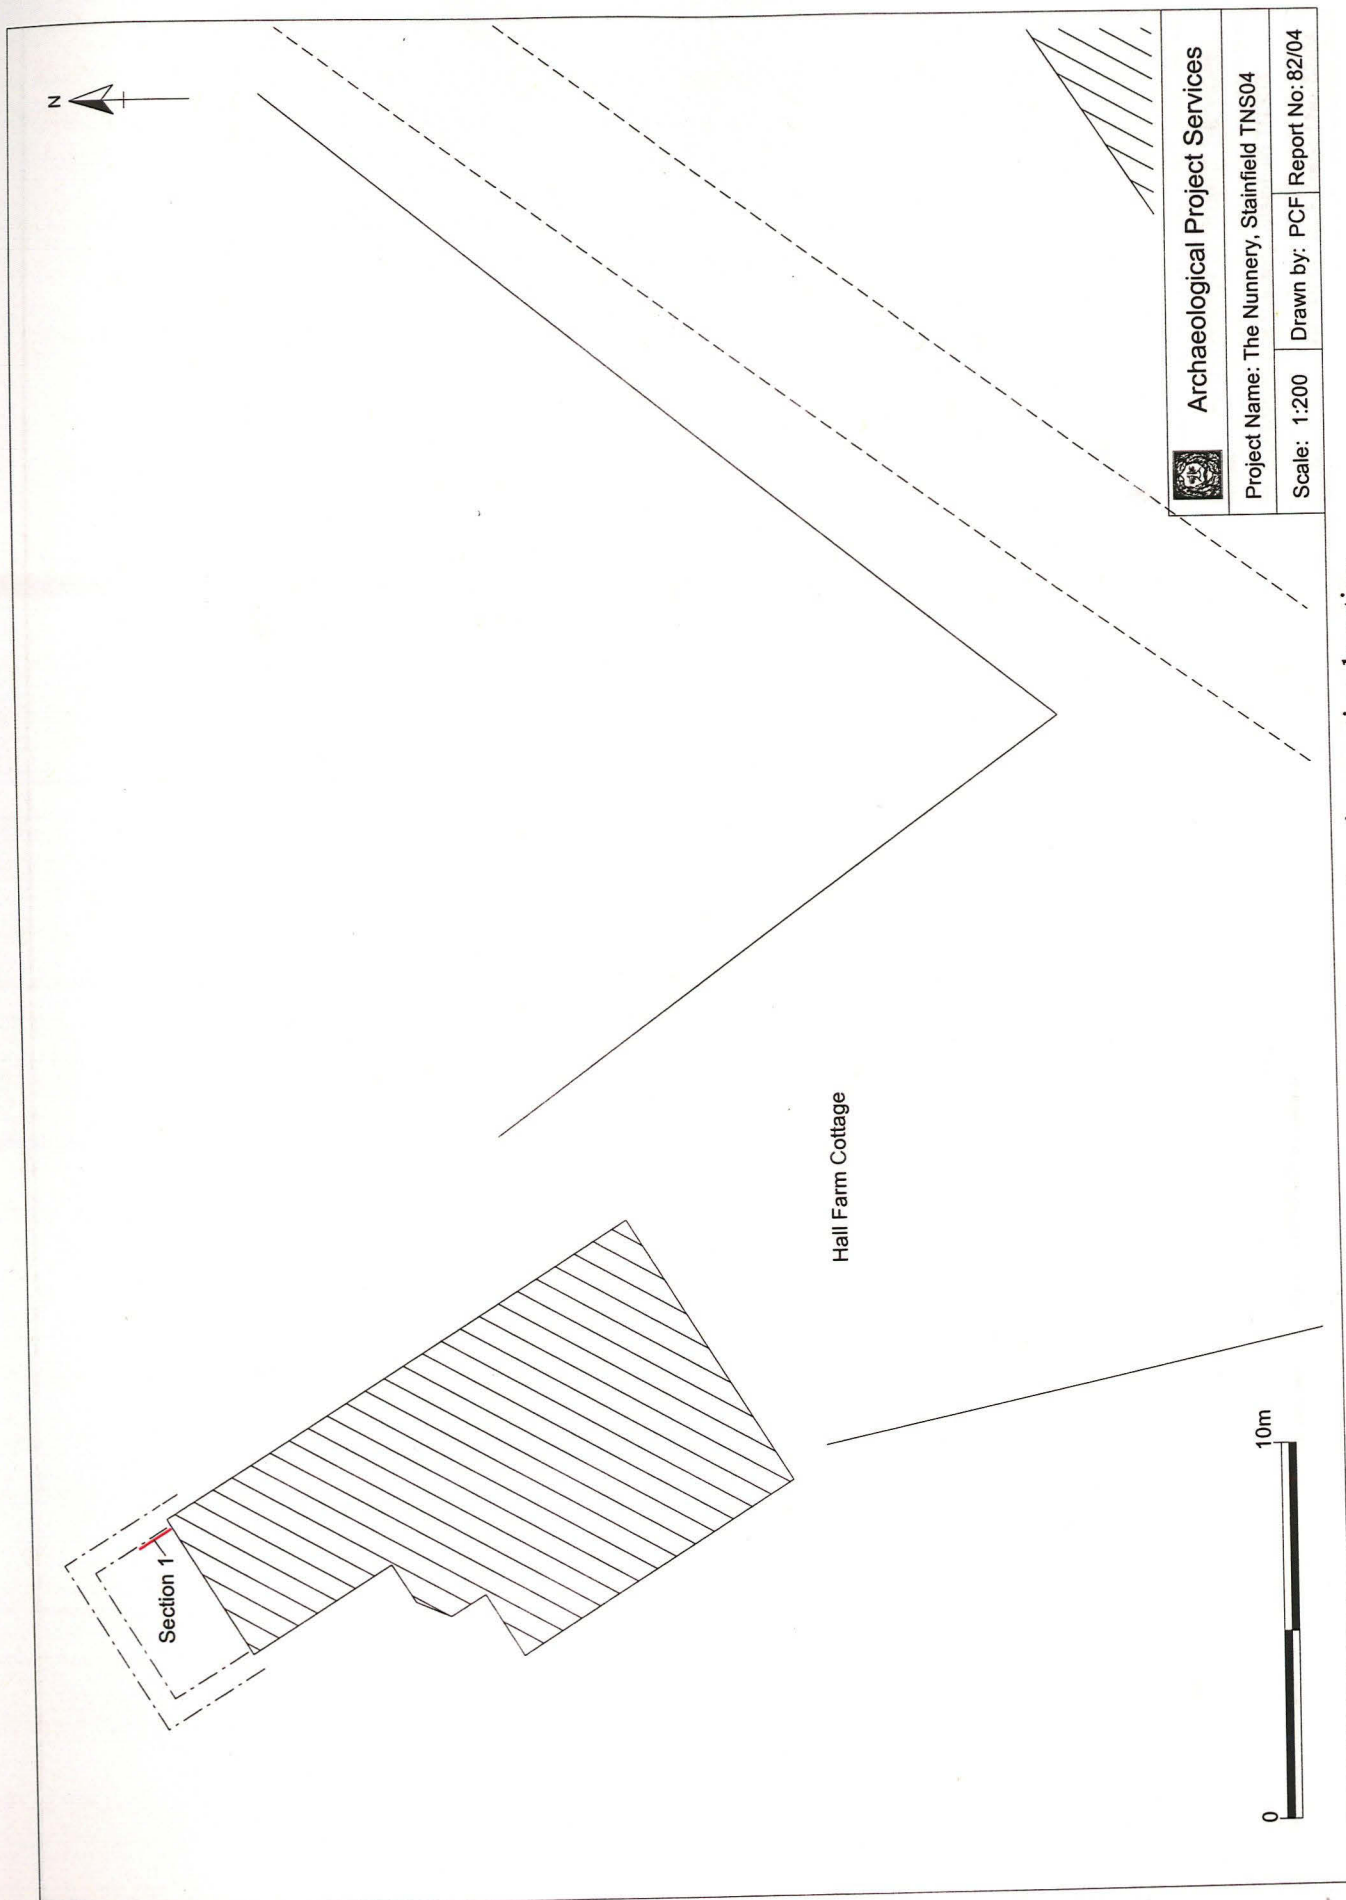 N
Section 1
Hall Farm Cottage
0
10m
Archaeological Project Services
Project Name: The Nunnery, Stainfield TNS04
Scale: 1:200
Drawn by: PCF
Report No: 82/04